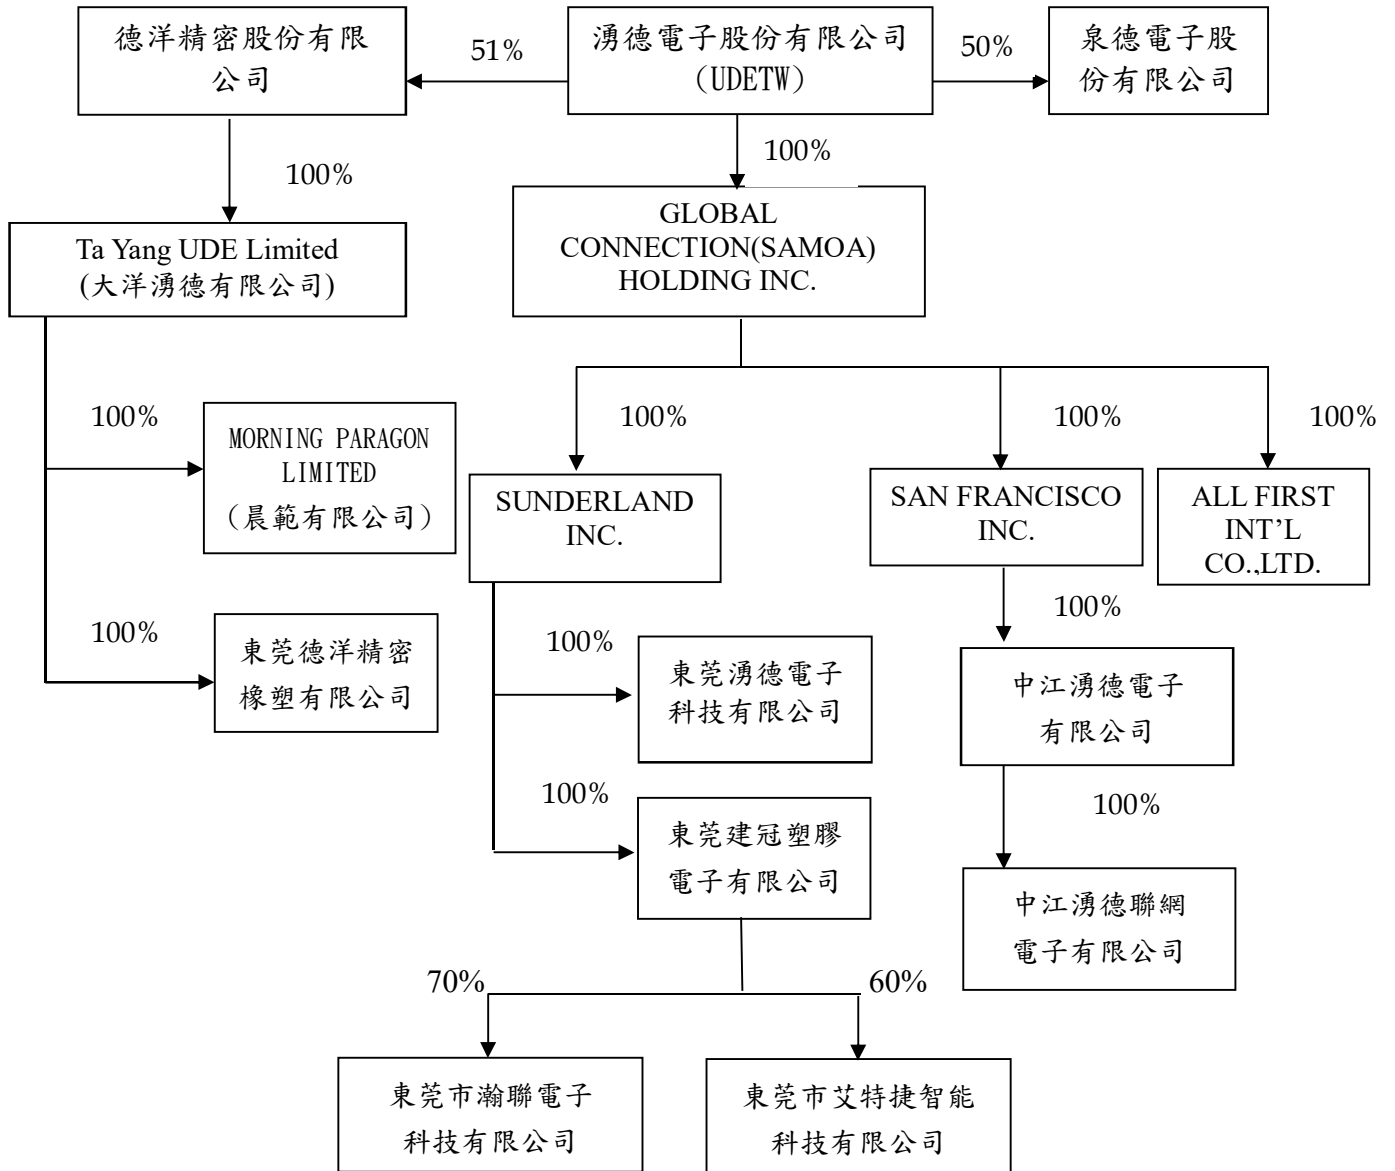 德洋精密股份有限
公司
51%
湧德電子股份有限公司
(UDETW)
50%
泉德電子股
份有限公司
100%
100%
Ta Yang UDE Limited
(大洋湧德有限公司)
GLOBAL
CONNECTION(SAMOA)
HOLDING INC.
100%
MORNING PARAGON
LIMITED
(晨範有限公司)
100%
東莞德洋精密
橡塑有限公司
100%
100%
100%
SUNDERLAND
INC.
SAN FRANCISCO
INC.
ALL FIRST
INT’L
CO.,LTD.
100%
東莞湧德電子
科技有限公司
100%
東莞建冠塑膠
電子有限公司
100%
中江湧德電子
有限公司
100%
中江湧德聯網
電子有限公司
70%
60%
東莞市瀚聯電子
科技有限公司
東莞市艾特捷智能
科技有限公司